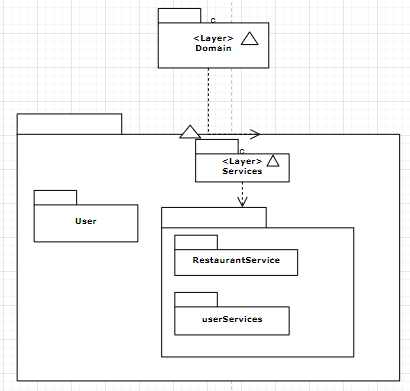 c
<Layer>
Domain
c
<Layer>
Services
User
RestaurantService
userServices